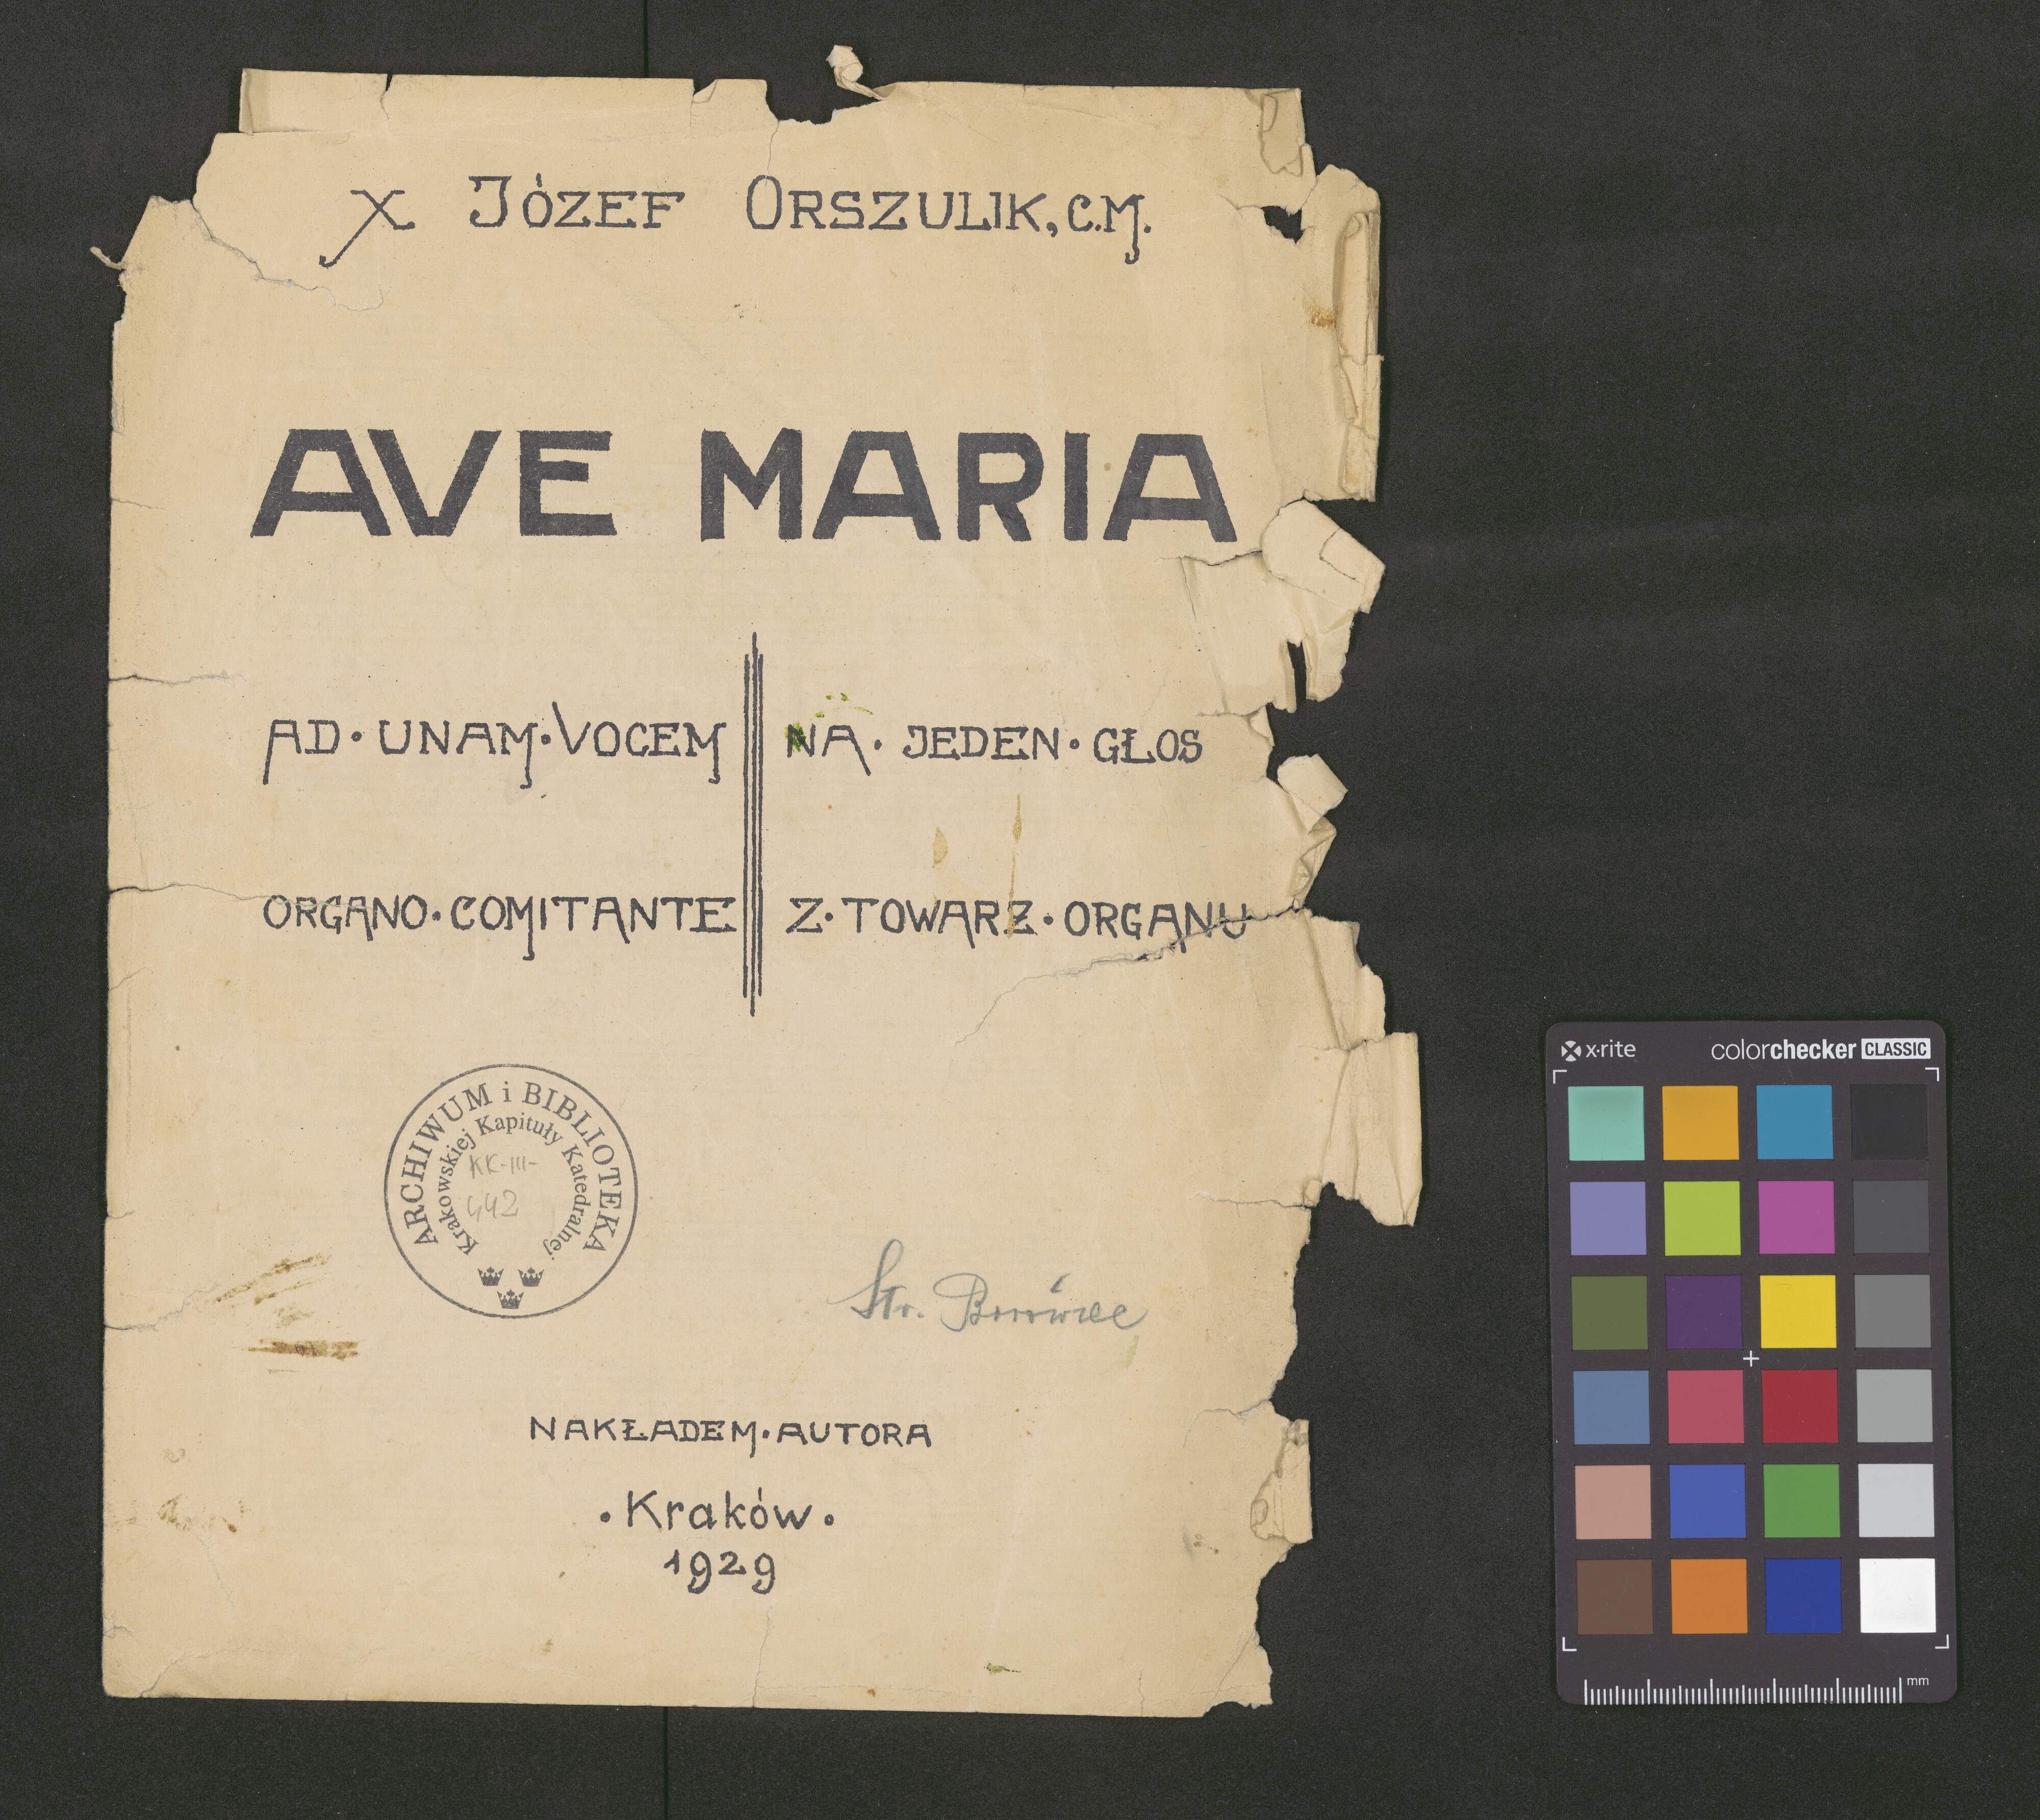 X JÓZEF ORSZULIK, C.M.
AVE MARIA
AD · UNAM · VOCEM
ORGANO · COMITANTE
NA · JEDEN · GŁOS
Z · TOWARZ · ORGANU
ARCHIWUM i BIBLIOTEKA
Krakowskiej Kapituły Katedralnej
KK-III-
442
Str.
NAKŁADEM · AUTORA
· Kraków ·
1929
x·rite
colorchecker CLASSIC
mm